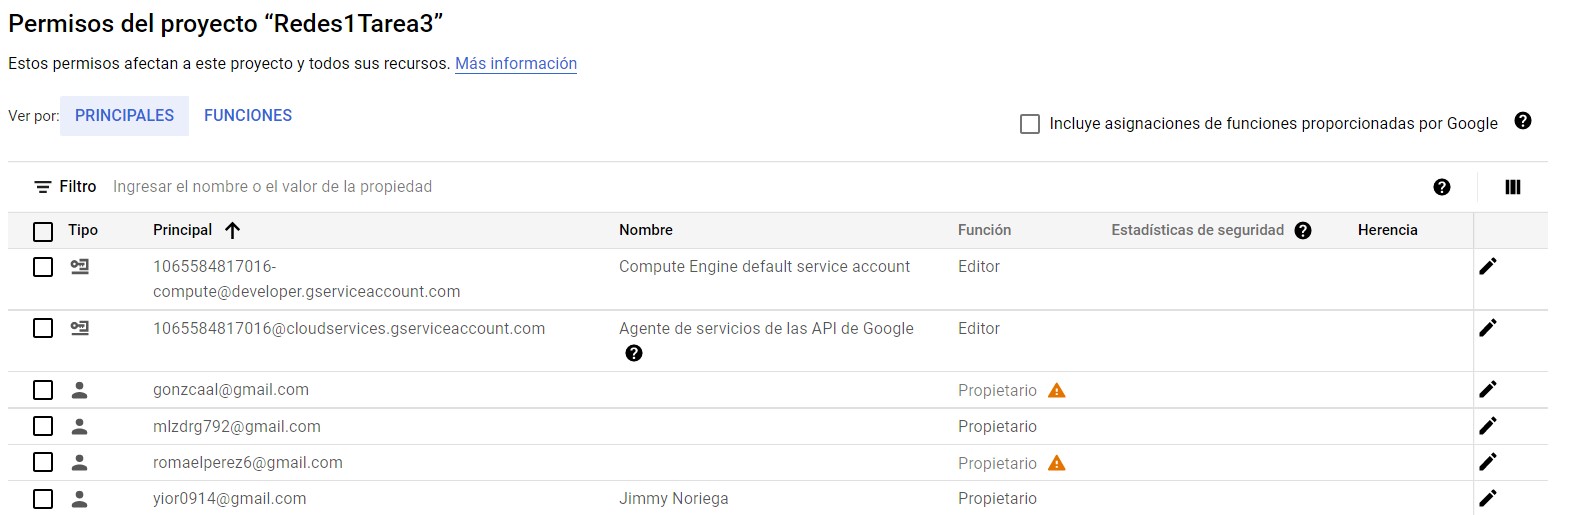 Permisos del proyecto “Redes1Tarea3”
Estos permisos afectan a este proyecto y todos sus recursos. Más información
Ver por: PRINCIPALES FUNCIONES
Incluye asignaciones de funciones proporcionadas por Google
Filtro Ingresar el nombre o el valor de la propiedad
Tipo Principal Nombre Función Estadísticas de seguridad Herencia
1065584817016- Compute Engine default service account Editor
compute@developer.gserviceaccount.com
1065584817016@cloudservices.gserviceaccount.com Agente de servicios de las API de Google Editor
gonzcaal@gmail.com Propietario
mlzdrg792@gmail.com Propietario
romaelperez6@gmail.com Propietario
yior0914@gmail.com Jimmy Noriega Propietario